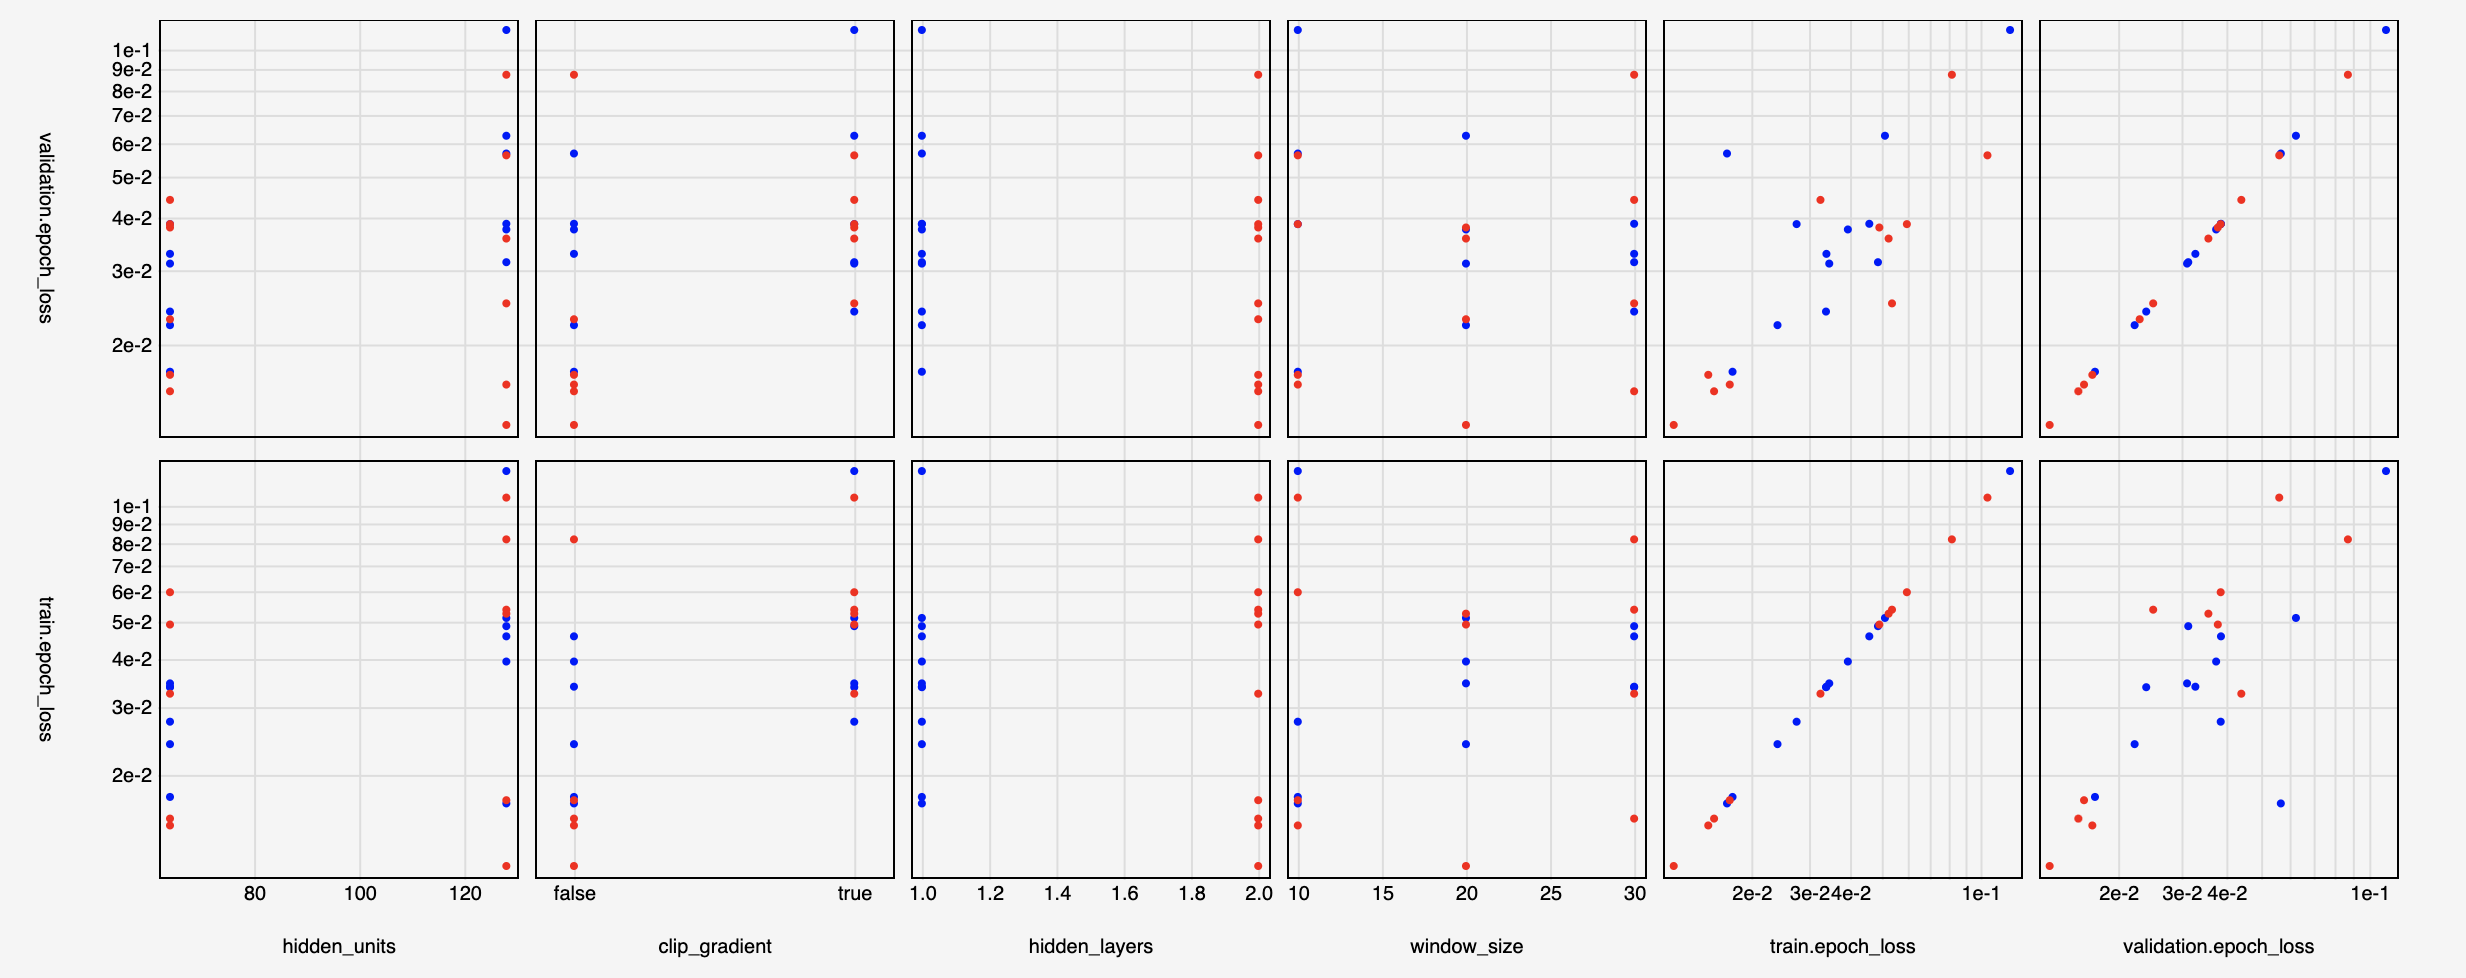 validation.epoch_loss
1e-1
9e-2
8e-2
7e-2
6e-2
5e-2
4e-2
3e-2
2e-2
train.epoch_loss
1e-1
9e-2
8e-2
7e-2
6e-2
5e-2
4e-2
3e-2
2e-2
80 100 120
false true
1.0 1.2 1.4 1.6 1.8 2.0
10 15 20 25 30
2e-2 3e-24e-2 1e-1
2e-2 3e-2 4e-2 1e-1
hidden_units
clip_gradient
hidden_layers
window_size
train.epoch_loss
validation.epoch_loss